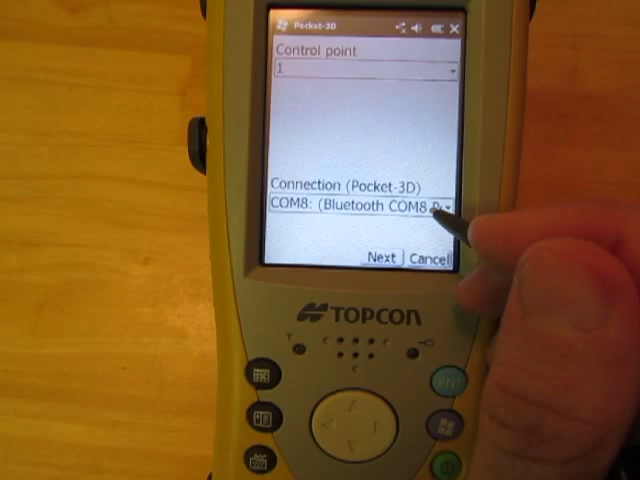 Pocket-3D
Control point
1
Connection (Pocket-3D)
COM8: (Bluetooth COM8
Next Cancel
TOPCON
ENT